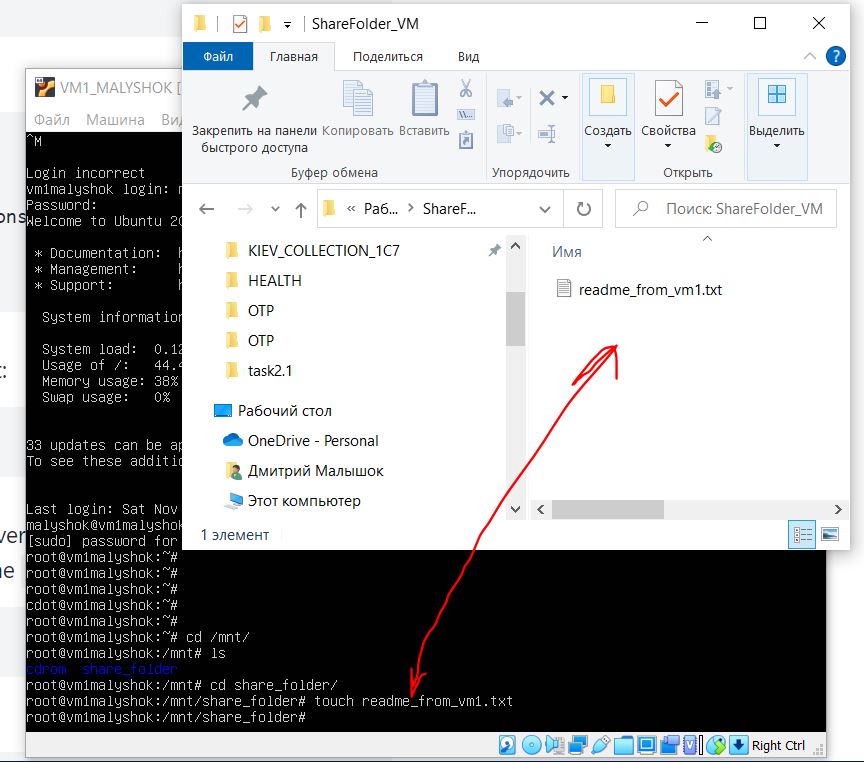 ShareFolder_VM
Файл Главная Поделиться Вид
Закрепить на панели быстрого доступа
Копировать
Вставить
Создать
Свойства
Выделить
Буфер обмена
Упорядочить
Открыть
« Раб... > ShareF...
Поиск: ShareFolder_VM
KIEV_COLLECTION_1C7
HEALTH
OTP
OTP
task2.1
Рабочий стол
OneDrive - Personal
Дмитрий Малышок
Этот компьютер
Имя
readme_from_vm1.txt
1 элемент
VM1_MALYSHOK [
Файл Машина
^M
Login incorrect
vm1malyshok login:
Password:
Welcome to Ubuntu
* Documentation:
* Management:
* Support:
System information
System load: 0.12
Usage of /: 44.4
Memory usage: 38%
Swap usage: 0%
33 updates can be
To see these
Last login: Sat Nov
malyshok@vm1malyshok
[sudo] password for
root@vm1malyshok:~#
root@vm1malyshok:~#
root@vm1malyshok:~#
cdot@vm1malyshok:~#
root@vm1malyshok:~#
root@vm1malyshok:~# cd /mnt/
root@vm1malyshok:/mnt# ls
cdrom share_folder
root@vm1malyshok:/mnt# cd share_folder/
root@vm1malyshok:/mnt/share_folder# touch readme_from_vm1.txt
root@vm1malyshok:/mnt/share_folder#
Right Ctrl